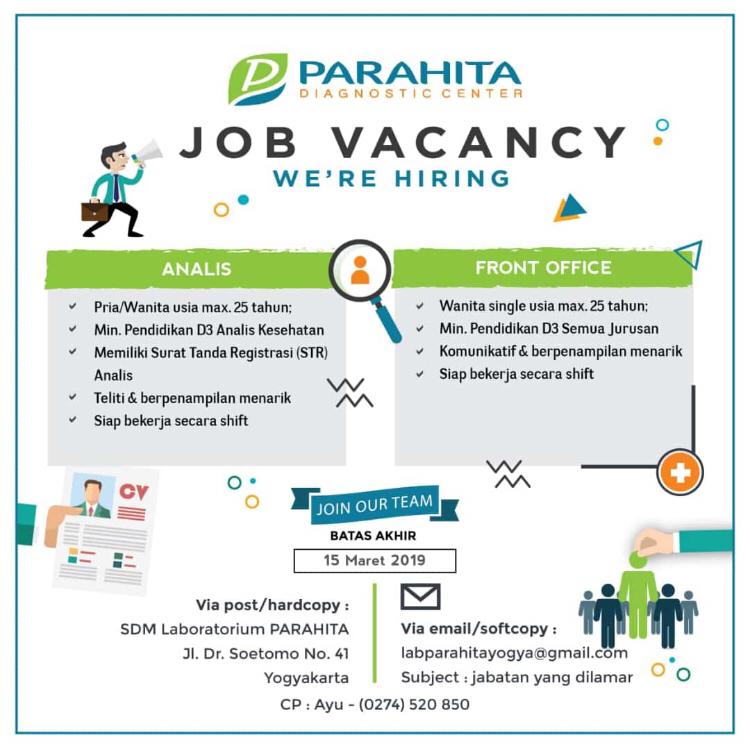 PARAHITA
DIAGNOSTIC CENTER
JOB VACANCY
WE'RE HIRING
ANALIS
Pria/Wanita usia max. 25 tahun;
Min. Pendidikan D3 Analis Kesehatan
Memiliki Surat Tanda Registrasi (STR)
Analis
Teliti & berpenampilan menarik
Siap bekerja secara shift
FRONT OFFICE
Wanita single usia max. 25 tahun;
Min. Pendidikan D3 Semua Jurusan
Komunikatif & berpenampilan menarik
Siap bekerja secara shift
CV
JOIN OUR TEAM
BATAS AKHIR
15 Maret 2019
Via post/hardcopy :
SDM Laboratorium PARAHITA
Jl. Dr. Soetomo No. 41
Yogyakarta
Via email/softcopy :
labparahitayogya@gmail.com
Subject : jabatan yang dilamar
CP : Ayu - (0274) 520 850